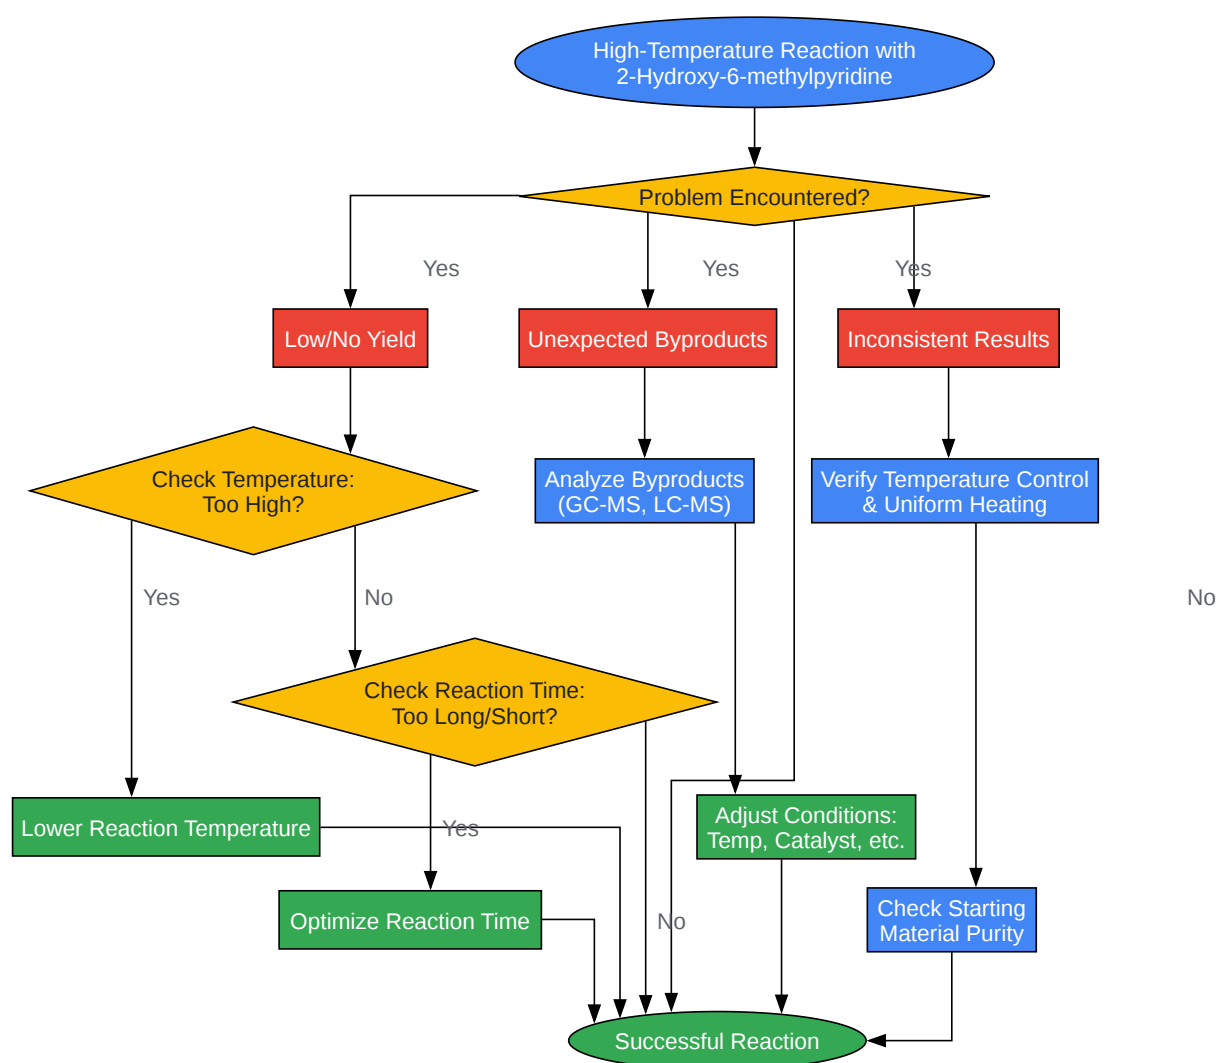 High-Temperature Reaction with
2-Hydroxy-6-methylpyridine
Problem Encountered?
Yes
Yes
Yes
Low/No Yield
Unexpected Byproducts
Inconsistent Results
Check Temperature:
Too High?
Analyze Byproducts
(GC-MS, LC-MS)
Verify Temperature Control
& Uniform Heating
Yes
No
No
Check Reaction Time:
Too Long/Short?
Lower Reaction Temperature
Yes
Adjust Conditions:
Temp, Catalyst, etc.
Optimize Reaction Time
No
Check Starting
Material Purity
Successful Reaction